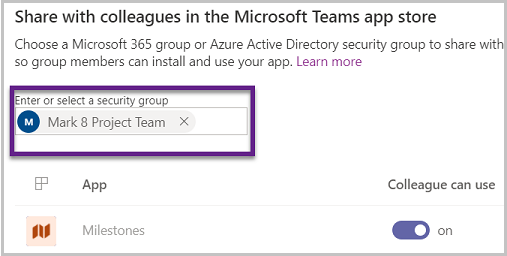 Share with colleagues in the Microsoft Teams app store
Choose a Microsoft 365 group or Azure Active Directory security group to share with
so group members can install and use your app. Learn more
Enter or select a security group
M Mark 8 Project Team ×
App Colleague can use
Milestones on